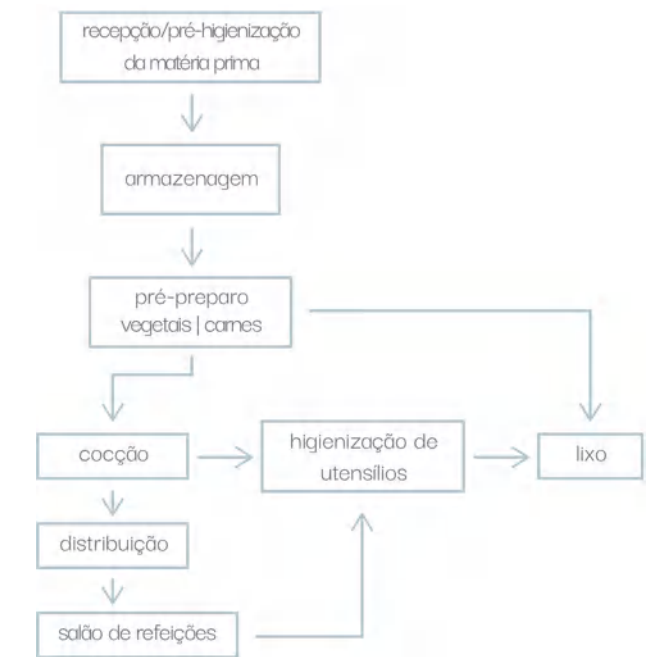 recepção/pré-higienização
da matéria prima
armazenagem
pré-preparo
vegetais | carnes
cocção
higienização de
utensílios
lixo
distribuição
salão de refeições